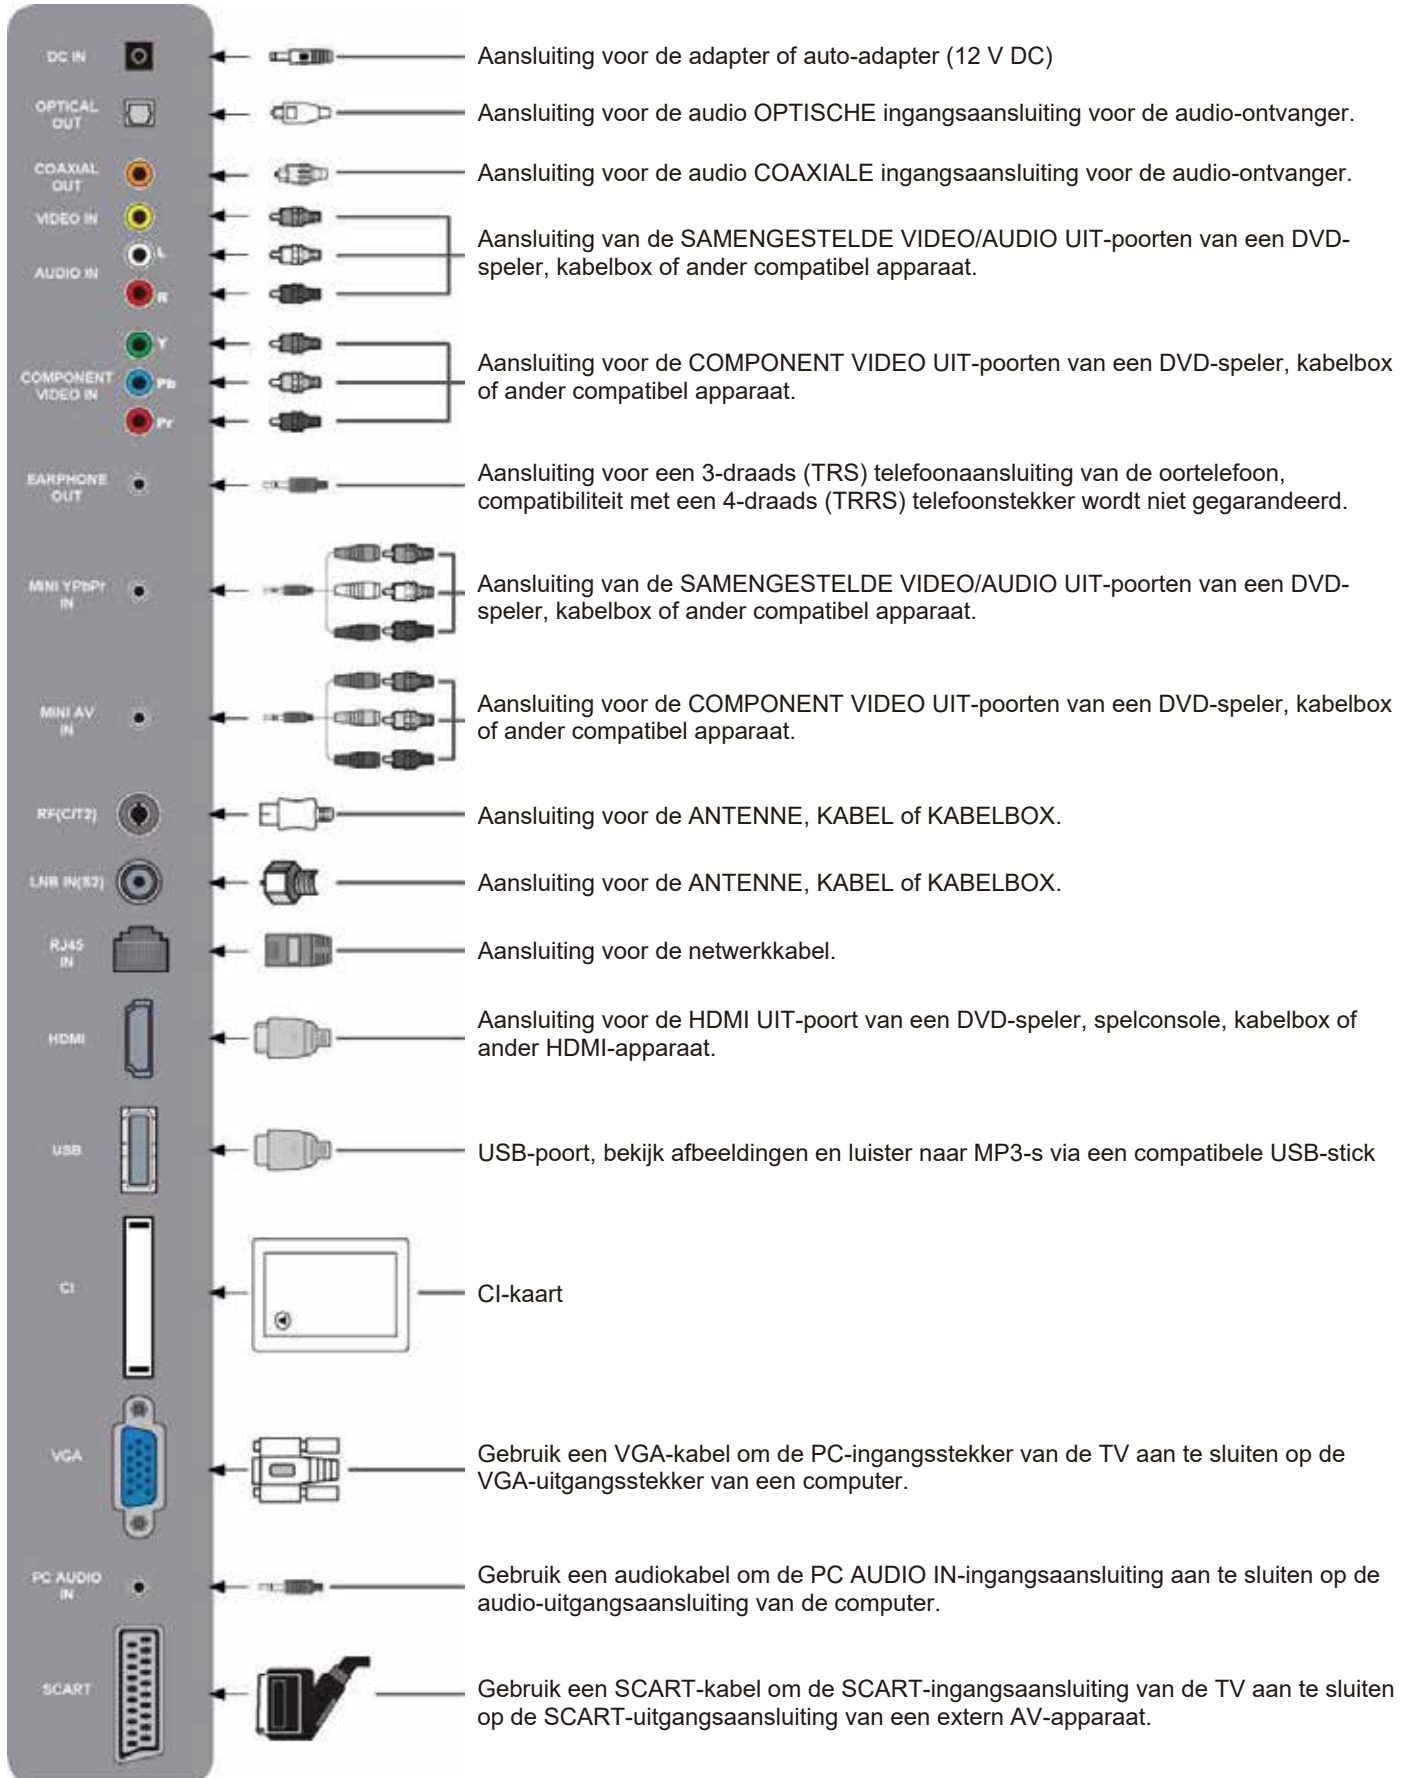 DC IN
Aansluiting voor de adapter of auto-adapter (12 V DC)
OPTICAL
OUT
Aansluiting voor de audio OPTISCHE ingangsaansluiting voor de audio-ontvanger.
COAXIAL
OUT
Aansluiting voor de audio COAXIALE ingangsaansluiting voor de audio-ontvanger.
VIDEO IN
AUDIO IN
L
R
Aansluiting van de SAMENGESTELDE VIDEO/AUDIO UIT-poorten van een DVD-
speler, kabelbox of ander compatibel apparaat.
COMPONENT
VIDEO IN
Y
Pb
Pr
Aansluiting voor de COMPONENT VIDEO UIT-poorten van een DVD-speler, kabelbox
of ander compatibel apparaat.
EARPHONE
OUT
Aansluiting voor een 3-draads (TRS) telefoonaansluiting van de oortelefoon,
compatibiliteit met een 4-draads (TRRS) telefoonstekker wordt niet gegarandeerd.
MINI YPbPr
IN
Aansluiting van de SAMENGESTELDE VIDEO/AUDIO UIT-poorten van een DVD-
speler, kabelbox of ander compatibel apparaat.
MINI AV
IN
Aansluiting voor de COMPONENT VIDEO UIT-poorten van een DVD-speler, kabelbox
of ander compatibel apparaat.
RF(C/T2)
Aansluiting voor de ANTENNE, KABEL of KABELBOX.
LNB IN(S2)
Aansluiting voor de ANTENNE, KABEL of KABELBOX.
RJ45
IN
Aansluiting voor de netwerkkabel.
HDMI
Aansluiting voor de HDMI UIT-poort van een DVD-speler, spelconsole, kabelbox of
ander HDMI-apparaat.
USB
USB-poort, bekijk afbeeldingen en luister naar MP3-s via een compatibele USB-stick
CI
CI-kaart
VGA
Gebruik een VGA-kabel om de PC-ingangsstekker van de TV aan te sluiten op de
VGA-uitgangsstekker van een computer.
PC AUDIO
IN
Gebruik een audiokabel om de PC AUDIO IN-ingangsaansluiting aan te sluiten op de
audio-uitgangsaansluiting van de computer.
SCART
Gebruik een SCART-kabel om de SCART-ingangsaansluiting van de TV aan te sluiten
op de SCART-uitgangsaansluiting van een extern AV-apparaat.